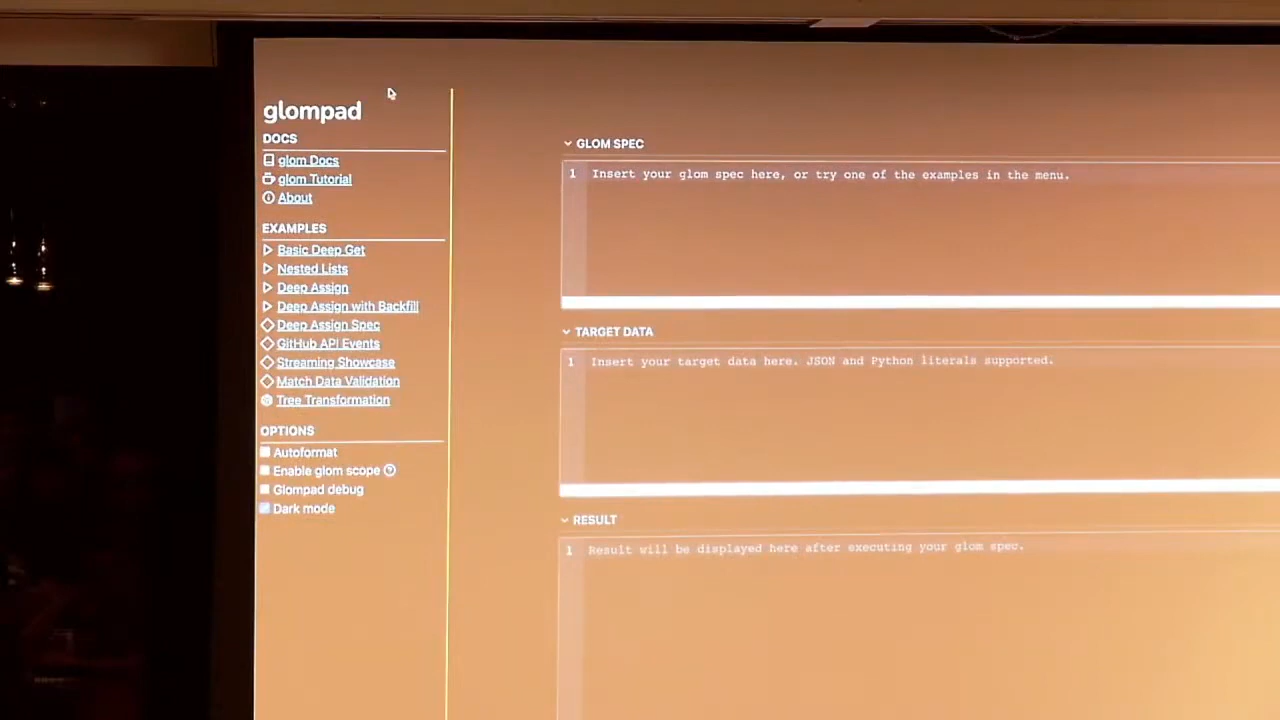 glompad
DOCS
glom Docs
glom Tutorial
About
EXAMPLES
Basic Deep Get
Nested Lists
Deep Assign
Deep Assign with Backfill
Deep Assign Spec
GitHub API Events
Streaming Showcase
Match Data Validation
Tree Transformation
OPTIONS
Autoformat
Enable glom scope
Glompad debug
Dark mode
GLOM SPEC
1 Insert your glom spec here, or try one of the examples in the menu.
TARGET DATA
1 Insert your target data here. JSON and Python literals supported.
RESULT
1 Result will be displayed here after executing your glom spec.